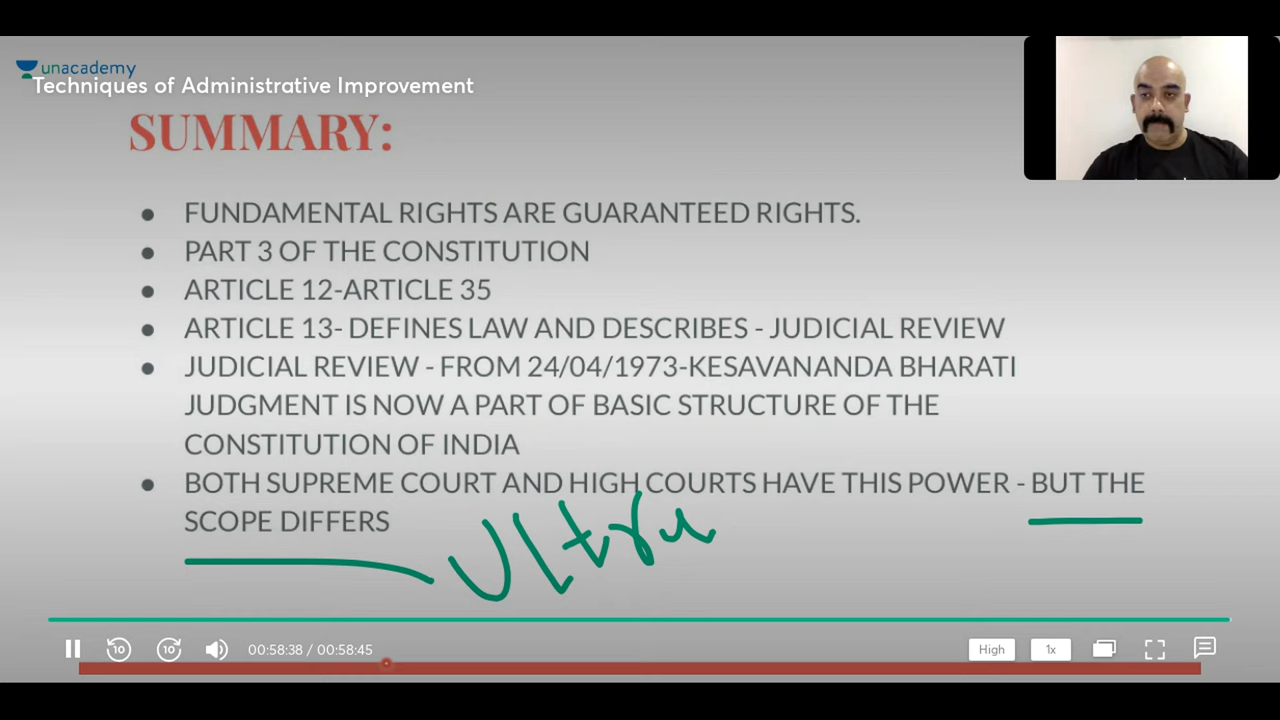 unacademy
Techniques of Administrative Improvement
SUMMARY:
● FUNDAMENTAL RIGHTS ARE GUARANTEED RIGHTS.
● PART 3 OF THE CONSTITUTION
● ARTICLE 12-ARTICLE 35
● ARTICLE 13- DEFINES LAW AND DESCRIBES - JUDICIAL REVIEW
● JUDICIAL REVIEW - FROM 24/04/1973-KESAVANANDA BHARATI
JUDGMENT IS NOW A PART OF BASIC STRUCTURE OF THE
CONSTITUTION OF INDIA
● BOTH SUPREME COURT AND HIGH COURTS HAVE THIS POWER - BUT THE
SCOPE DIFFERS
Ultra
10 10 00:58:38 / 00:58:45 High 1x